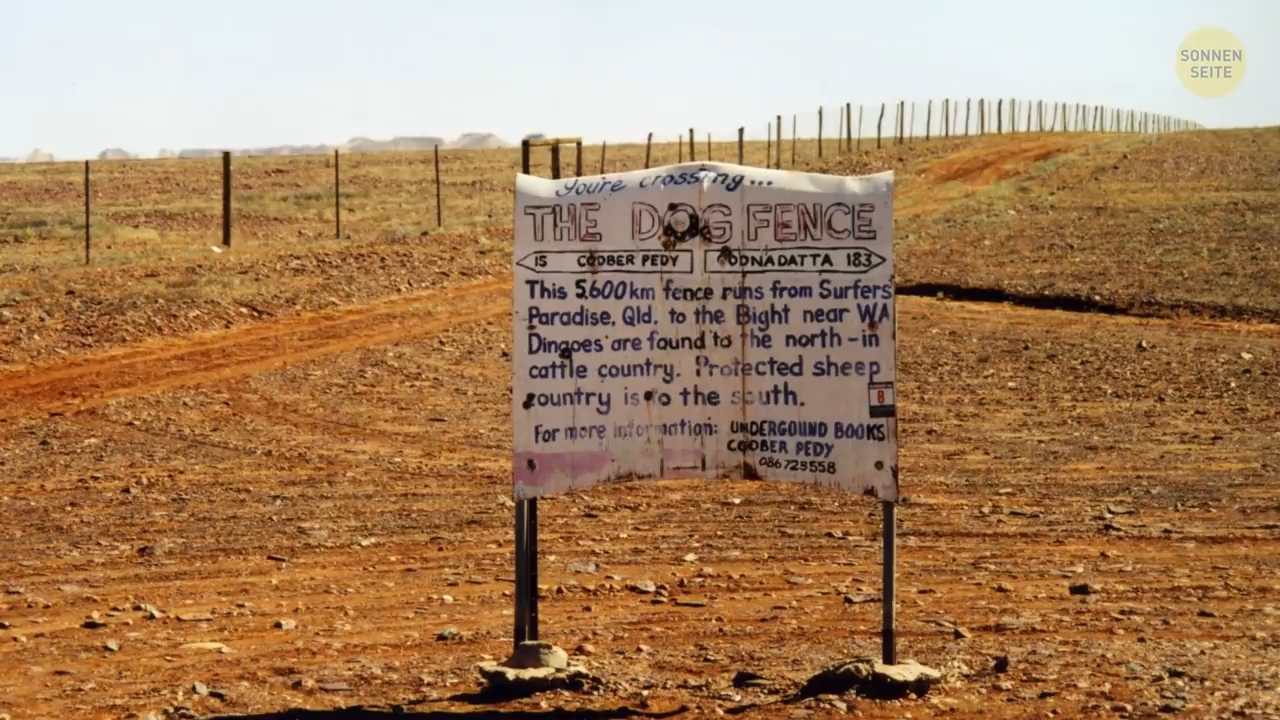 You're crossing...
THE DOG FENCE
15 COOBER PEDY
OODNADATTA 183
This 5,600km fence runs from Surfers
Paradise, Qld. to the Bight near WA
Dingoes are found to the north - in
cattle country. Protected sheep
country is to the south.
For more information: UNDERGOUND BOOKS
COOBER PEDY
086725558
8
SONNEN
SEITE